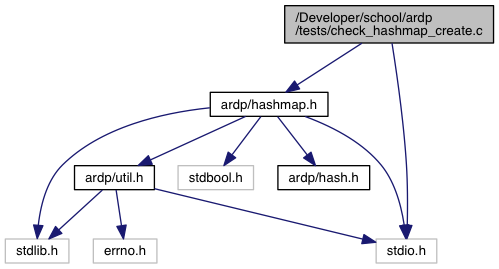 /Developer/school/ardp
/tests/check_hashmap_create.c
ardp/hashmap.h
ardp/util.h
stdbool.h
ardp/hash.h
stdlib.h
errno.h
stdio.h